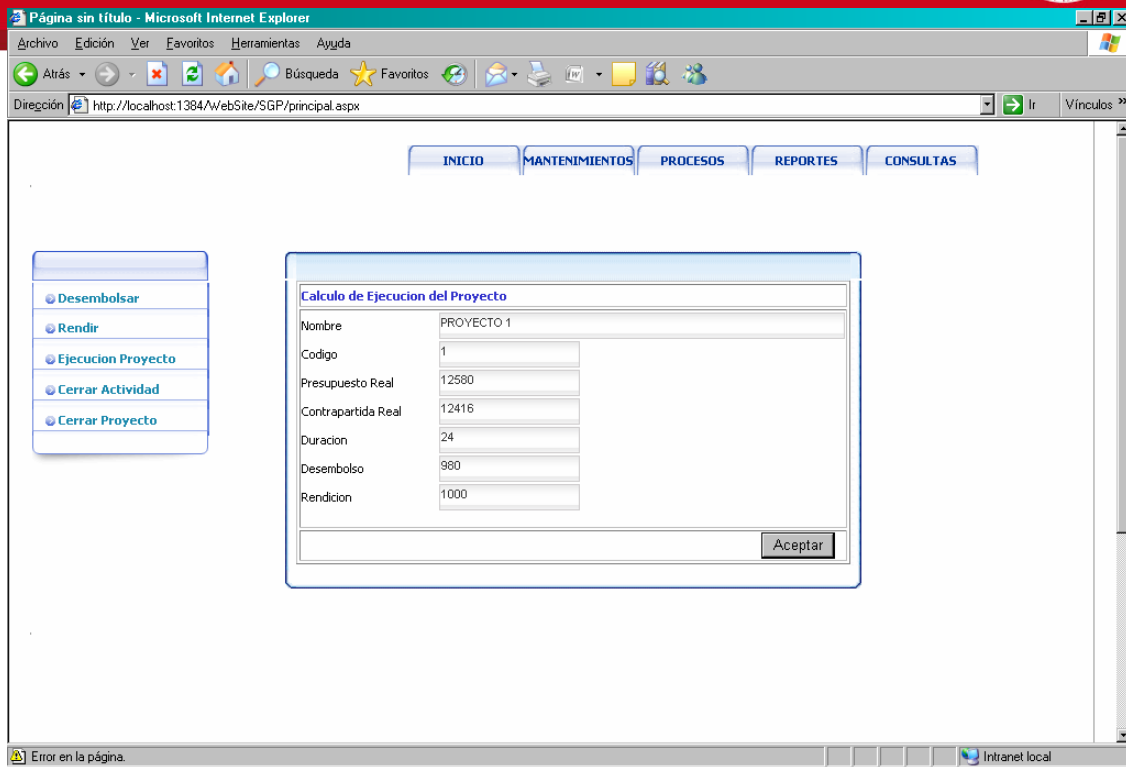 Página sin título - Microsoft Internet Explorer
Archivo Edición Ver Favoritos Herramientas Ayuda
Atrás Búsqueda Favoritos
Dirección http://localhost:1384/WebSite/SGP/principal.aspx Ir Vínculos »
INICIO MANTENIMIENTOS PROCESOS REPORTES CONSULTAS
Desembolsar
Rendir
Ejecucion Proyecto
Cerrar Actividad
Cerrar Proyecto
Calculo de Ejecucion del Proyecto
Nombre PROYECTO 1
Codigo 1
Presupuesto Real 12580
Contrapartida Real 12416
Duracion 24
Desembolso 980
Rendicion 1000
Aceptar
Error en la página. Intranet local